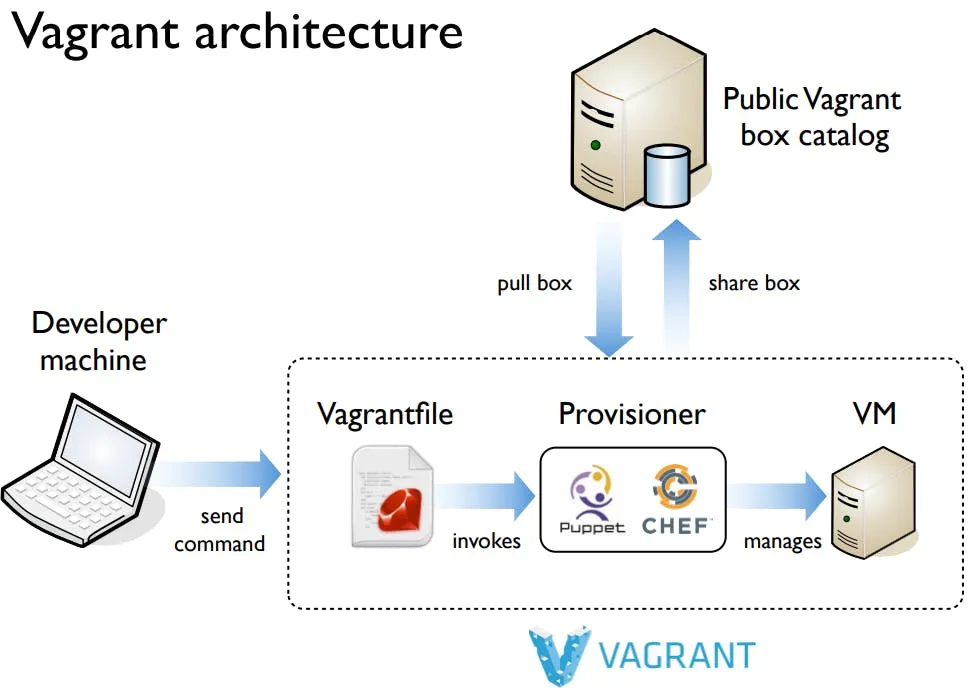 Vagrant architecture
Public Vagrant
box catalog
pull box
share box
Developer
machine
send
command
Vagrantfile
invokes
Provisioner
Puppet
CHEF
manages
VM
VAGRANT